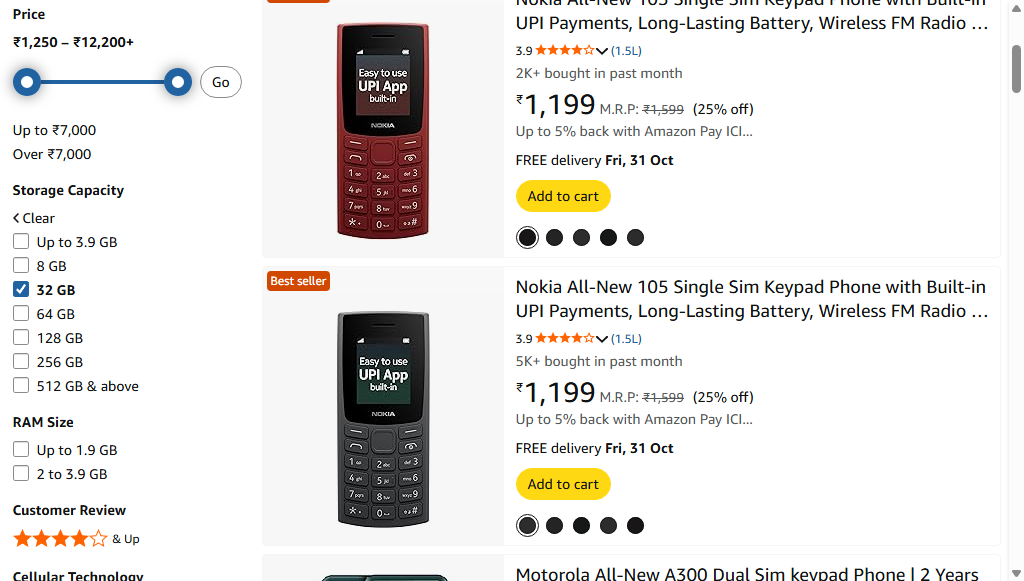 Price
₹1,250 – ₹12,200+
Go
Up to ₹7,000
Over ₹7,000
Storage Capacity
Clear
Up to 3.9 GB
8 GB
32 GB
64 GB
128 GB
256 GB
512 GB & above
RAM Size
Up to 1.9 GB
2 to 3.9 GB
Customer Review
& Up
Cellular Technology
Easy to use
UPI App
built-in
NOKIA
Nokia All-New 105 Single Sim Keypad Phone with Built-in
UPI Payments, Long-Lasting Battery, Wireless FM Radio ...
3.9 (1.5L)
2K+ bought in past month
₹1,199 M.R.P: ₹1,599 (25% off)
Up to 5% back with Amazon Pay ICI...
FREE delivery Fri, 31 Oct
Add to cart
Best seller
Easy to use
UPI App
built-in
NOKIA
Nokia All-New 105 Single Sim Keypad Phone with Built-in
UPI Payments, Long-Lasting Battery, Wireless FM Radio ...
3.9 (1.5L)
5K+ bought in past month
₹1,199 M.R.P: ₹1,599 (25% off)
Up to 5% back with Amazon Pay ICI...
FREE delivery Fri, 31 Oct
Add to cart
Motorola All-New A300 Dual Sim keypad Phone | 2 Years